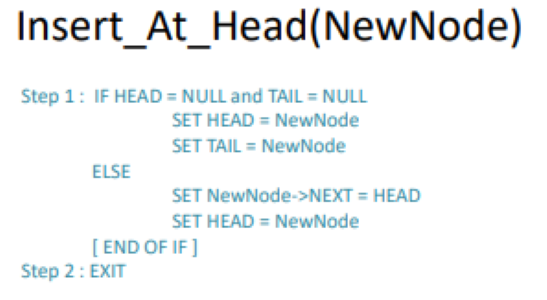 Insert_At_Head(NewNode)
Step 1 : IF HEAD = NULL and TAIL = NULL
SET HEAD = NewNode
SET TAIL = NewNode
ELSE
SET NewNode->NEXT = HEAD
SET HEAD = NewNode
[ END OF IF ]
Step 2 : EXIT